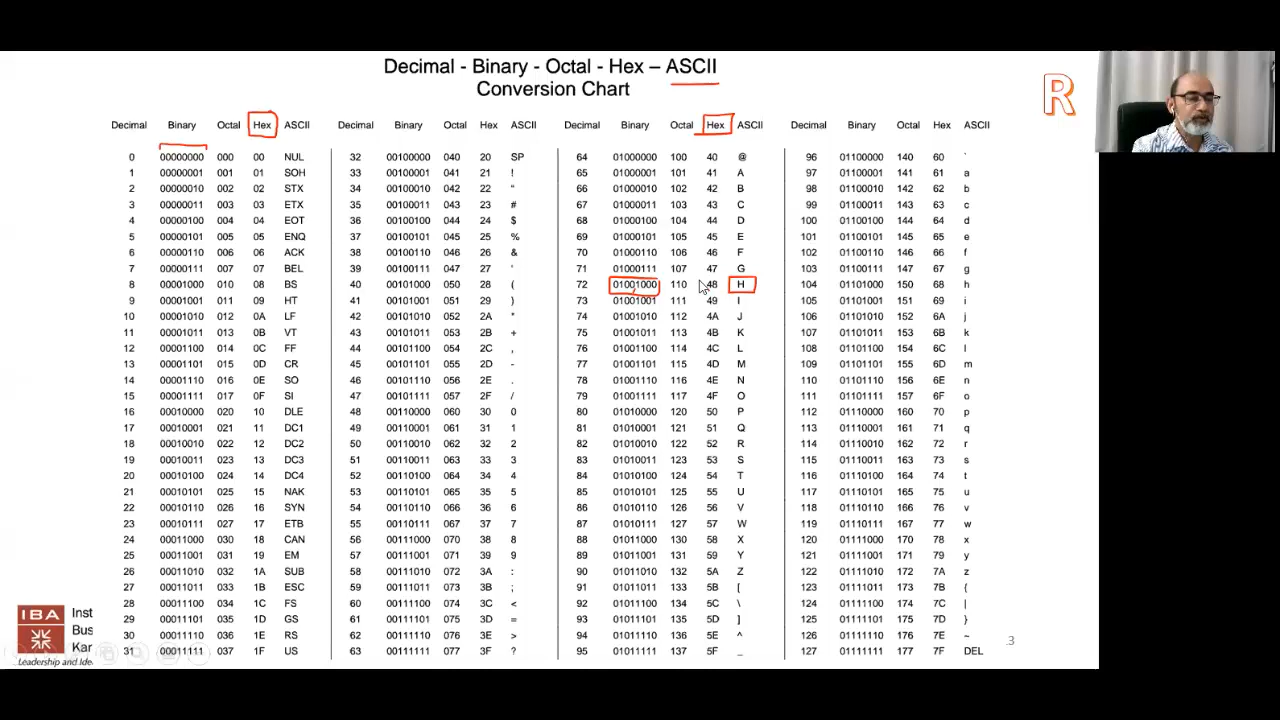 Decimal - Binary - Octal - Hex – ASCII
Conversion Chart
R
Decimal Binary Octal Hex ASCII Decimal Binary Octal Hex ASCII Decimal Binary Octal Hex ASCII Decimal Binary Octal Hex ASCII
0 00000000 000 00 NUL 32 00100000 040 20 SP 64 01000000 100 40 @ 96 01100000 140 60 `
1 00000001 001 01 SOH 33 00100001 041 21 ! 65 01000001 101 41 A 97 01100001 141 61 a
2 00000010 002 02 STX 34 00100010 042 22 " 66 01000010 102 42 B 98 01100010 142 62 b
3 00000011 003 03 ETX 35 00100011 043 23 # 67 01000011 103 43 C 99 01100011 143 63 c
4 00000100 004 04 EOT 36 00100100 044 24 $ 68 01000100 104 44 D 100 01100100 144 64 d
5 00000101 005 05 ENQ 37 00100101 045 25 % 69 01000101 105 45 E 101 01100101 145 65 e
6 00000110 006 06 ACK 38 00100110 046 26 & 70 01000110 106 46 F 102 01100110 146 66 f
7 00000111 007 07 BEL 39 00100111 047 27 ' 71 01000111 107 47 G 103 01100111 147 67 g
8 00001000 010 08 BS 40 00101000 050 28 ( 72 01001000 110 48 H 104 01101000 150 68 h
9 00001001 011 09 HT 41 00101001 051 29 ) 73 01001001 111 49 I 105 01101001 151 69 i
10 00001010 012 0A LF 42 00101010 052 2A * 74 01001010 112 4A J 106 01101010 152 6A j
11 00001011 013 0B VT 43 00101011 053 2B + 75 01001011 113 4B K 107 01101011 153 6B k
12 00001100 014 0C FF 44 00101100 054 2C , 76 01001100 114 4C L 108 01101100 154 6C l
13 00001101 015 0D CR 45 00101101 055 2D - 77 01001101 115 4D M 109 01101101 155 6D m
14 00001110 016 0E SO 46 00101110 056 2E . 78 01001110 116 4E N 110 01101110 156 6E n
15 00001111 017 0F SI 47 00101111 057 2F / 79 01001111 117 4F O 111 01101111 157 6F o
16 00010000 020 10 DLE 48 00110000 060 30 0 80 01010000 120 50 P 112 01110000 160 70 p
17 00010001 021 11 DC1 49 00110001 061 31 1 81 01010001 121 51 Q 113 01110001 161 71 q
18 00010010 022 12 DC2 50 00110010 062 32 2 82 01010010 122 52 R 114 01110010 162 72 r
19 00010011 023 13 DC3 51 00110011 063 33 3 83 01010011 123 53 S 115 01110011 163 73 s
20 00010100 024 14 DC4 52 00110100 064 34 4 84 01010100 124 54 T 116 01110100 164 74 t
21 00010101 025 15 NAK 53 00110101 065 35 5 85 01010101 125 55 U 117 01110101 165 75 u
22 00010110 026 16 SYN 54 00110110 066 36 6 86 01010110 126 56 V 118 01110110 166 76 v
23 00010111 027 17 ETB 55 00110111 067 37 7 87 01010111 127 57 W 119 01110111 167 77 w
24 00011000 030 18 CAN 56 00111000 070 38 8 88 01011000 130 58 X 120 01111000 170 78 x
25 00011001 031 19 EM 57 00111001 071 39 9 89 01011001 131 59 Y 121 01111001 171 79 y
26 00011010 032 1A SUB 58 00111010 072 3A : 90 01011010 132 5A Z 122 01111010 172 7A z
27 00011011 033 1B ESC 59 00111011 073 3B ; 91 01011011 133 5B [ 123 01111011 173 7B {
28 00011100 034 1C FS 60 00111100 074 3C < 92 01011100 134 5C \ 124 01111100 174 7C |
29 00011101 035 1D GS 61 00111101 075 3D = 93 01011101 135 5D ] 125 01111101 175 7D }
30 00011110 036 1E RS 62 00111110 076 3E > 94 01011110 136 5E ^ 126 01111110 176 7E ~
31 00011111 037 1F US 63 00111111 077 3F ? 95 01011111 137 5F _ 127 01111111 177 7F DEL
IBA
Inst
Bus
Kar
Leadership and Ide
3